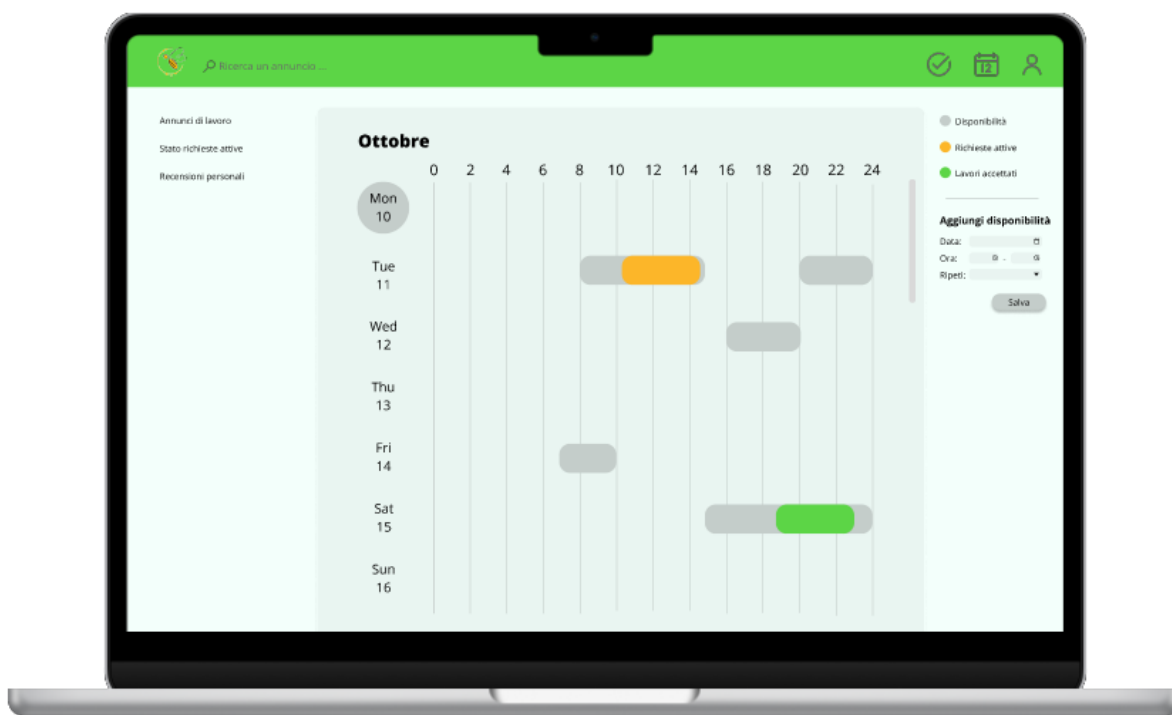 Ricerca un annuncio ...
12
Annunci di lavoro
Stato richieste attive
Recensioni personali
Ottobre
0 2 4 6 8 10 12 14 16 18 20 22 24
Mon
10
Tue
11
Wed
12
Thu
13
Fri
14
Sat
15
Sun
16
Disponibilità
Richieste attive
Lavori accettati
Aggiungi disponibilità
Data:
Ora: -
Ripeti:
Salva